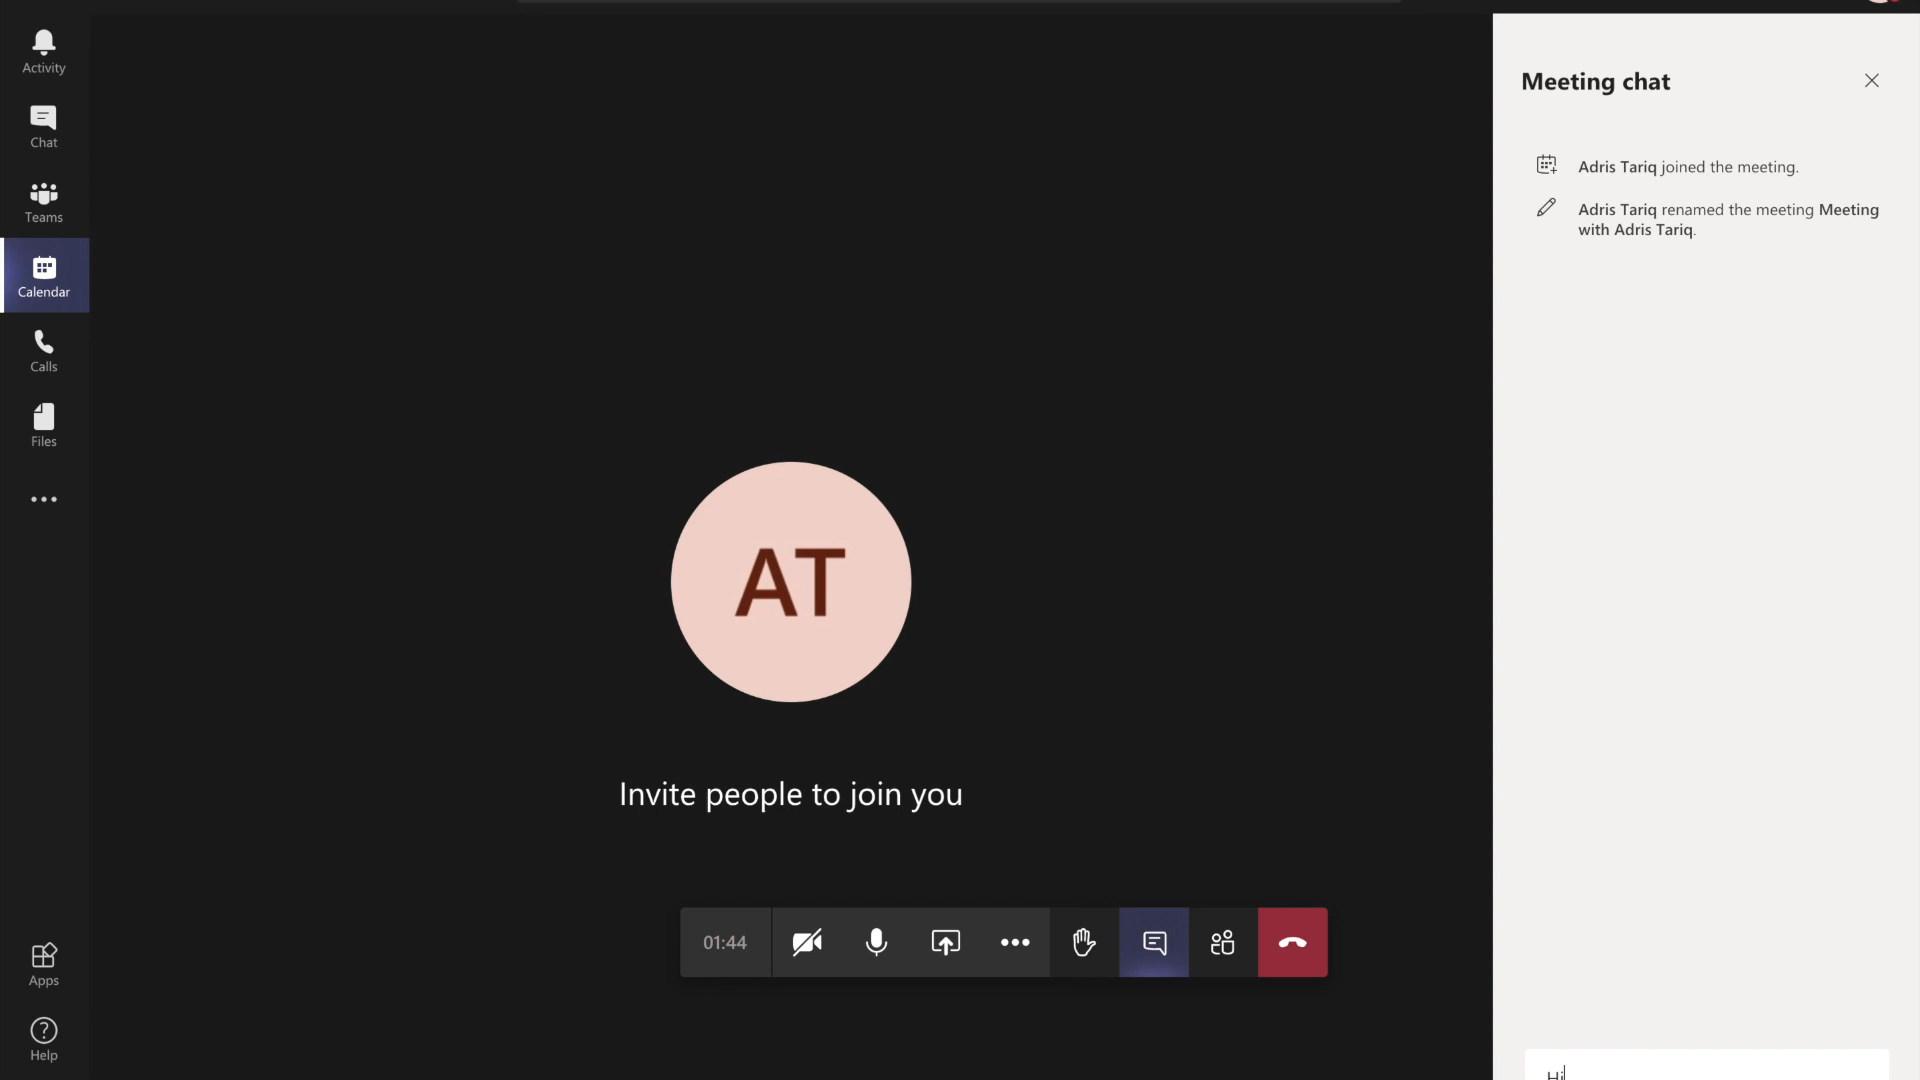 Activity
Chat
Teams
Calendar
Calls
Files
Apps
Help
AT
Invite people to join you
01:44
Meeting chat
Adris Tariq joined the meeting.
Adris Tariq renamed the meeting Meeting
with Adris Tariq.
Hi